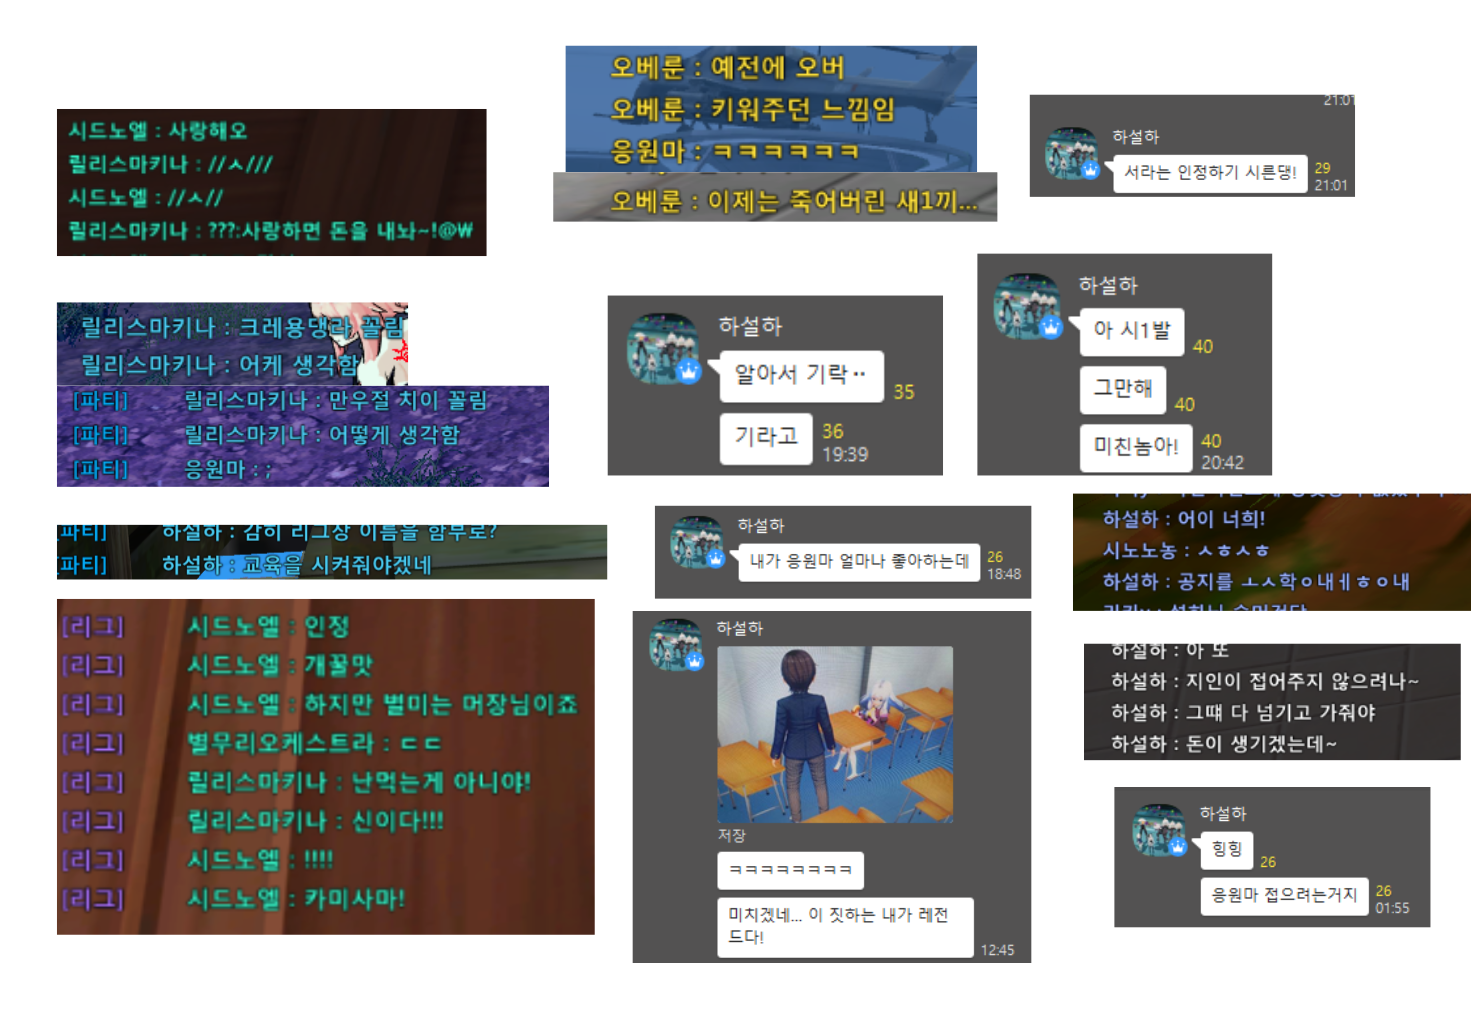 시드노엘 : 사랑해오
릴리스마키나 : //ㅅ///
시드노엘 : //ㅅ//
릴리스마키나 : ???:사랑하면 돈을 내놔~!@₩
오베룬 : 예전에 오버
오베룬 : 키워주던 느낌임
응원마 : ㅋㅋㅋㅋㅋㅋ
오베룬 : 이제는 죽어버린 새1끼...
21:01
하설하
서라는 인정하기 시른댕!
29
21:01
릴리스마키나 : 크레용댕라 꼴림
릴리스마키나 : 어케 생각함
[파티] 릴리스마키나 : 만우절 치이 꼴림
[파티] 릴리스마키나 : 어떻게 생각함
[파티] 응원마 : ;
하설하
알아서 기락··
35
기라고
36
19:39
하설하
아 시1발
40
그만해
40
미친놈아!
40
20:42
[파티] 하설하 : 감히 리그장 이름을 함부로?
[파티] 하설하 : 교육을 시켜줘야겠네
하설하
내가 응원마 얼마나 좋아하는데
26
18:48
하설하 : 어이 너희!
시노노농 : ㅅㅎㅅㅎ
하설하 : 공지를 ㅗㅅ학ㅇ내ㅔㅎㅇ내
[리그] 시드노엘 : 인정
[리그] 시드노엘 : 개꿀맛
[리그] 시드노엘 : 하지만 별미는 머장님이죠
[리그] 별무리오케스트라 : ㄷㄷ
[리그] 릴리스마키나 : 난먹는게 아니야!
[리그] 릴리스마키나 : 신이다!!!
[리그] 시드노엘 : !!!!
[리그] 시드노엘 : 카미사마!
하설하
저장
ㅋㅋㅋㅋㅋㅋㅋㅋ
미치겠네... 이 짓하는 내가 레전
드다!
12:45
하설하 : 아 또
하설하 : 지인이 접어주지 않으려나~
하설하 : 그떄 다 넘기고 가줘야
하설하 : 돈이 생기겠는데~
하설하
힝힝
26
응원마 접으려는거지
26
01:55